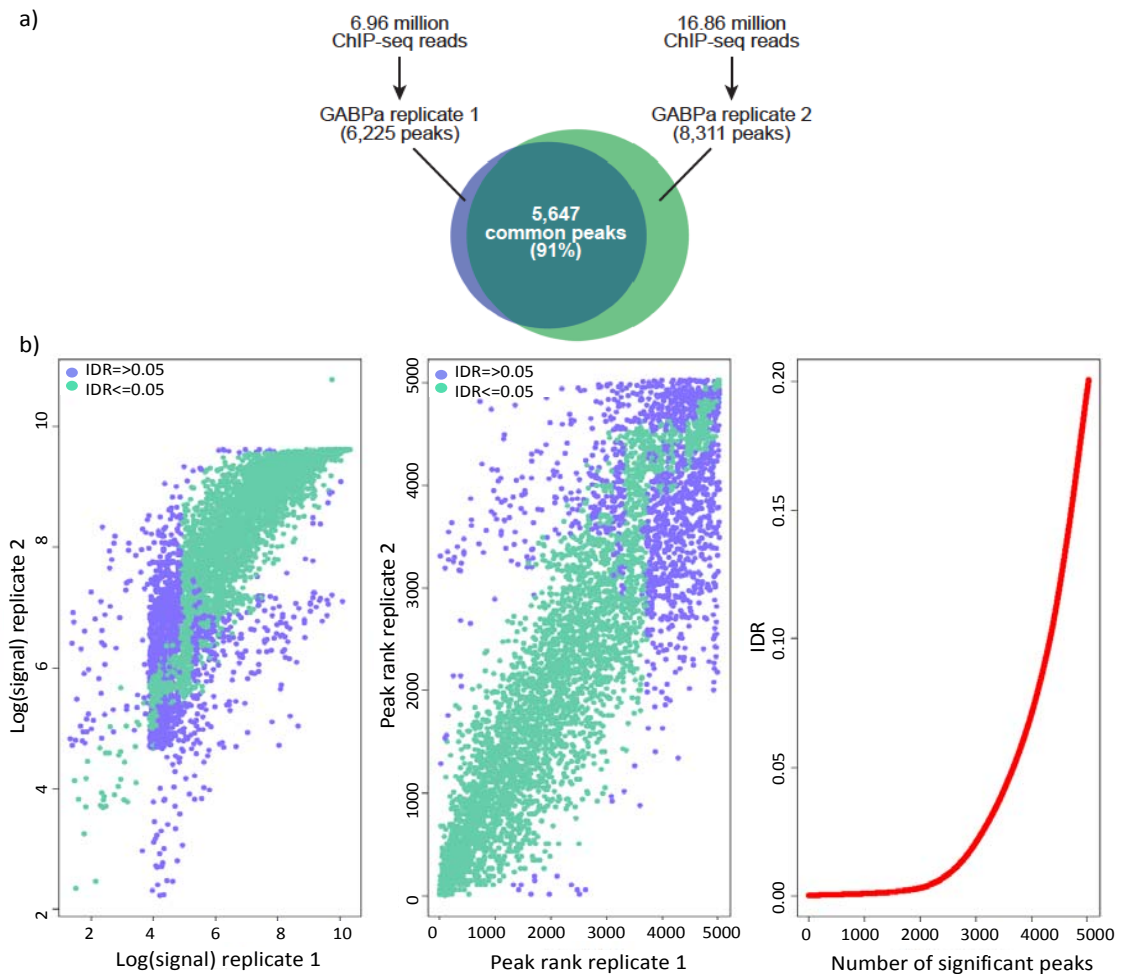 a)
6.96 million
ChIP-seq reads
16.86 million
ChIP-seq reads
GABPa replicate 1
(6,225 peaks)
GABPa replicate 2
(8,311 peaks)
5,647
common peaks
(91%)
b)
IDR=>0.05
IDR<=0.05
Log(signal) replicate 2
10
8
6
4
2
2 4 6 8 10
Log(signal) replicate 1
IDR=>0.05
IDR<=0.05
Peak rank replicate 2
5000
4000
3000
2000
1000
0
0 1000 2000 3000 4000 5000
Peak rank replicate 1
IDR
0.20
0.15
0.10
0.05
0.00
0 1000 2000 3000 4000 5000
Number of significant peaks